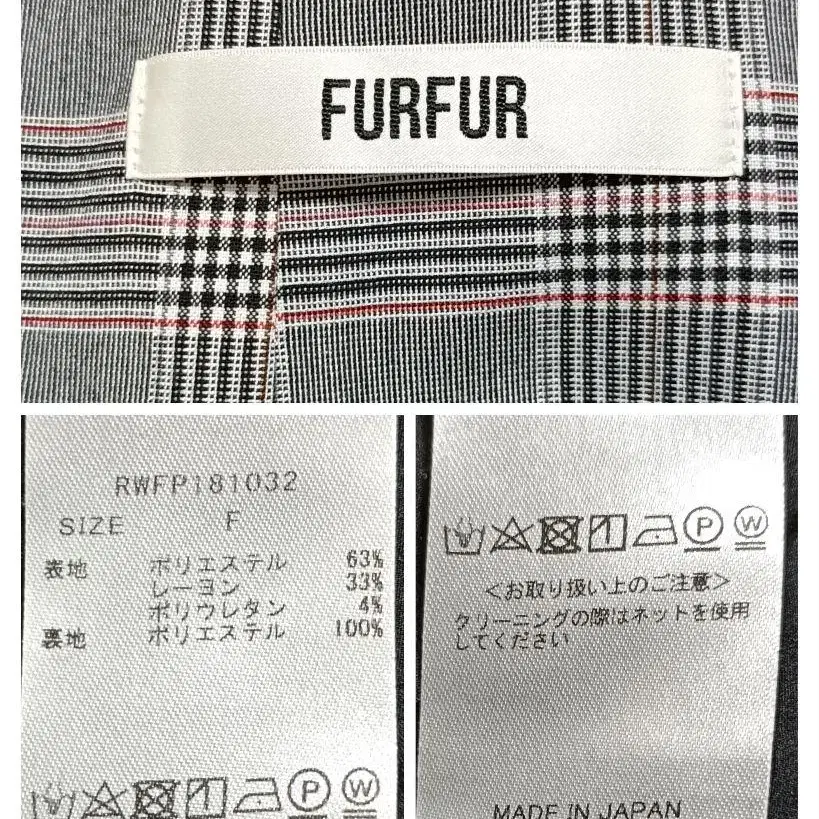 FURFUR
RWFP181032
SIZE F
表地 ポリエステル 63%
レーヨン 33%
ポリウレタン 4%
裏地 ポリエステル 100%
P W
P W
<お取り扱い上のご注意>
クリーニングの際はネットを使用
してください
MADE IN JAPAN